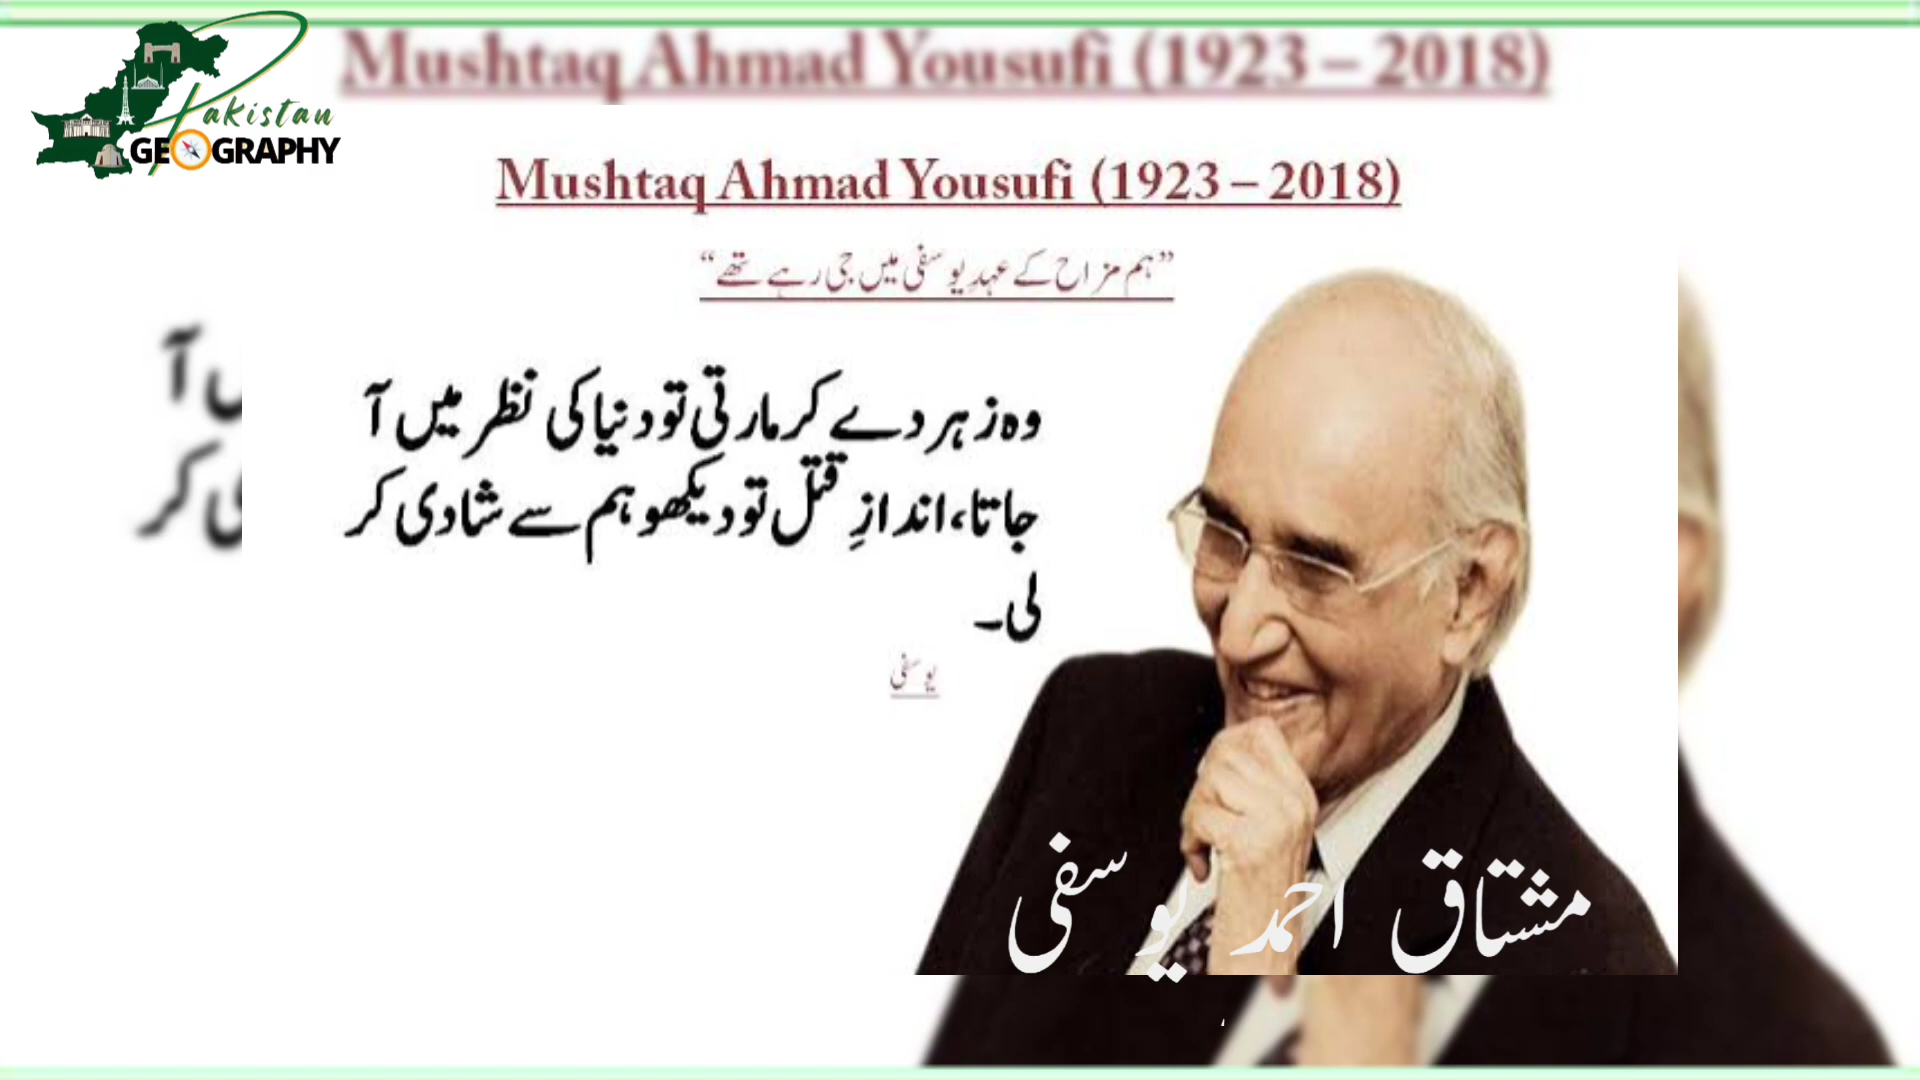 Mushtaq Ahmad Yousufi (1923 – 2018)
Pakistan
GEOGRAPHY
Mushtaq Ahmad Yousufi (1923 – 2018)
”ہم مزاح کے عہدِ یوسفی میں جی رہے تھے“
وہ زہر دے کر مارتی تو دنیا کی نظر میں آ
جاتا، اندازِ قتل تو دیکھو ہم سے شادی کر
لی۔
یوسفی
مشتاق احمد یوسفی